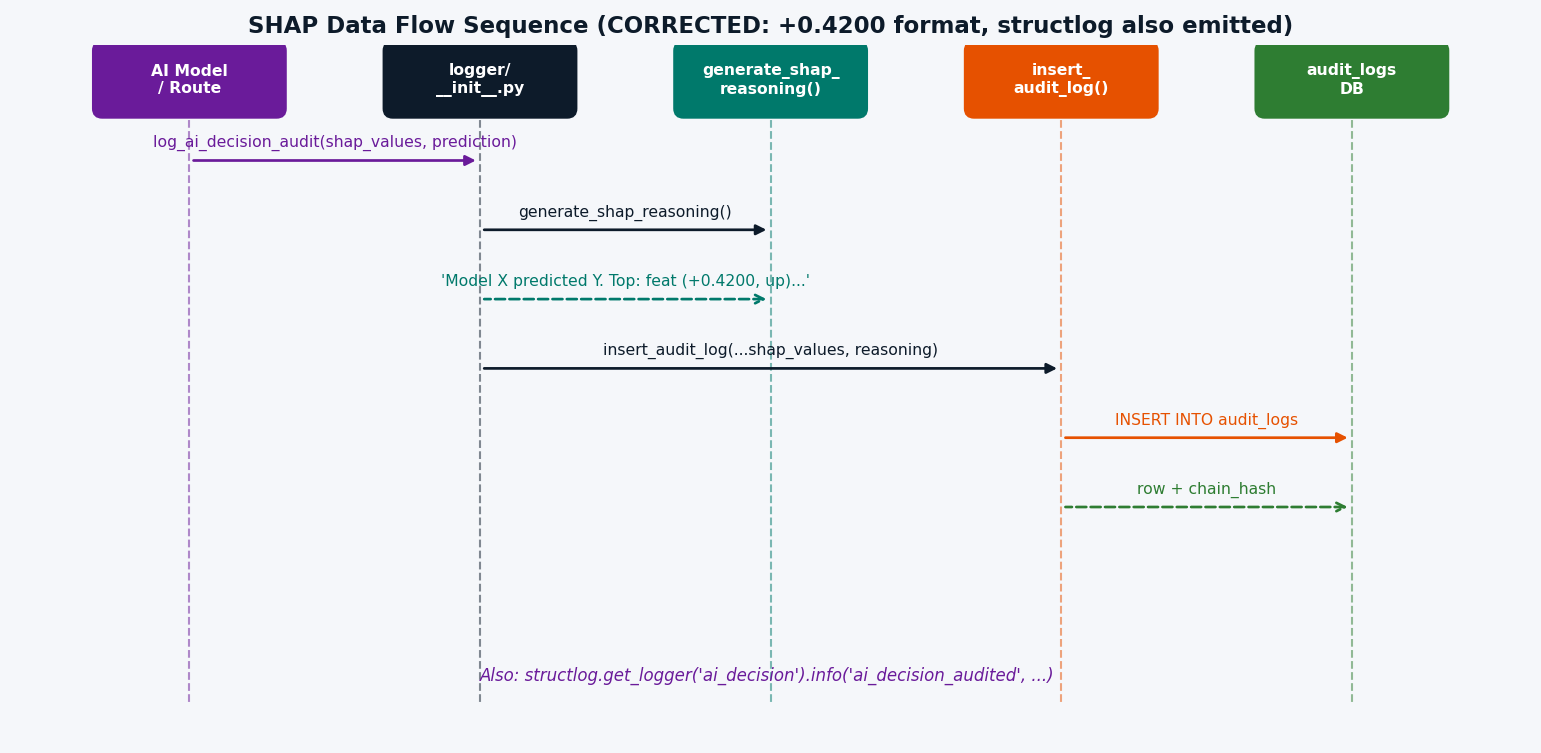 SHAP Data Flow Sequence (CORRECTED: +0.4200 format, structlog also emitted)
AI Model
/ Route
logger/
__init__.py
generate_shap_
reasoning()
insert_
audit_log()
audit_logs
DB
log_ai_decision_audit(shap_values, prediction)
generate_shap_reasoning()
'Model X predicted Y. Top: feat (+0.4200, up)...'
insert_audit_log(...shap_values, reasoning)
INSERT INTO audit_logs
row + chain_hash
Also: structlog.get_logger('ai_decision').info('ai_decision_audited', ...)